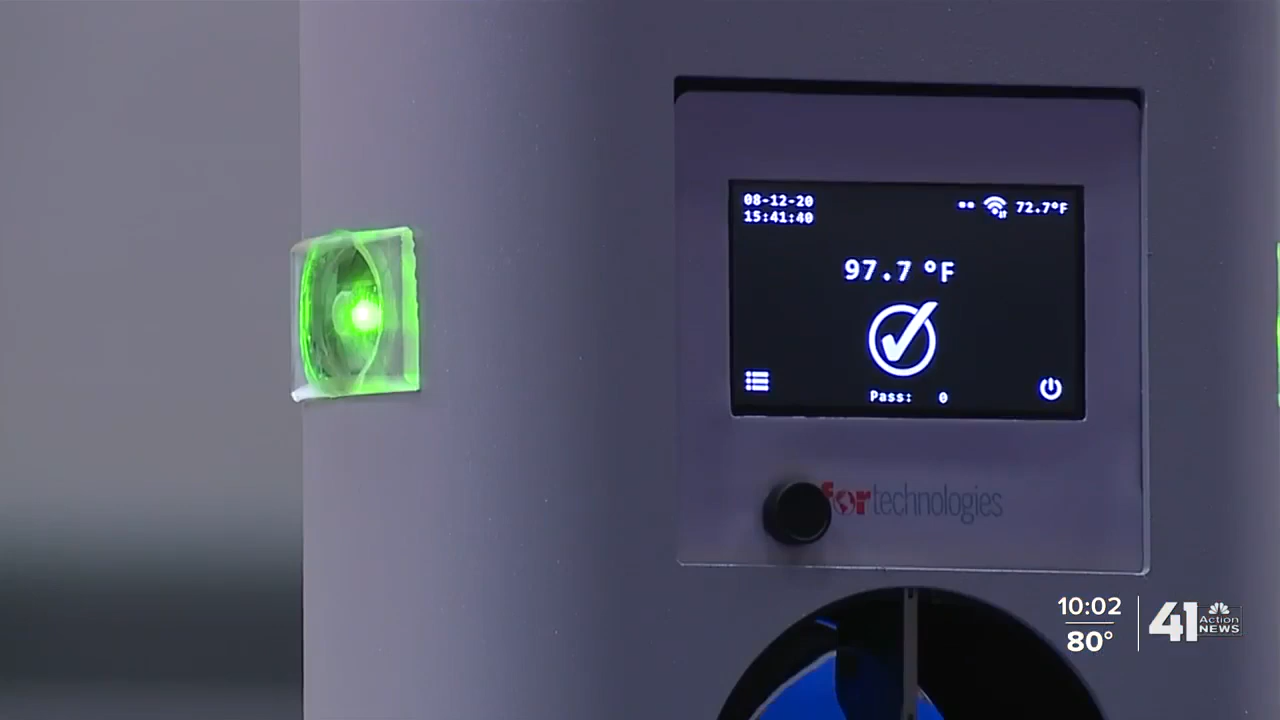 08-12-20
15:41:40
72.7°F
97.7 °F
Pass: 0
for technologies
10:02
80°
41 Action NEWS